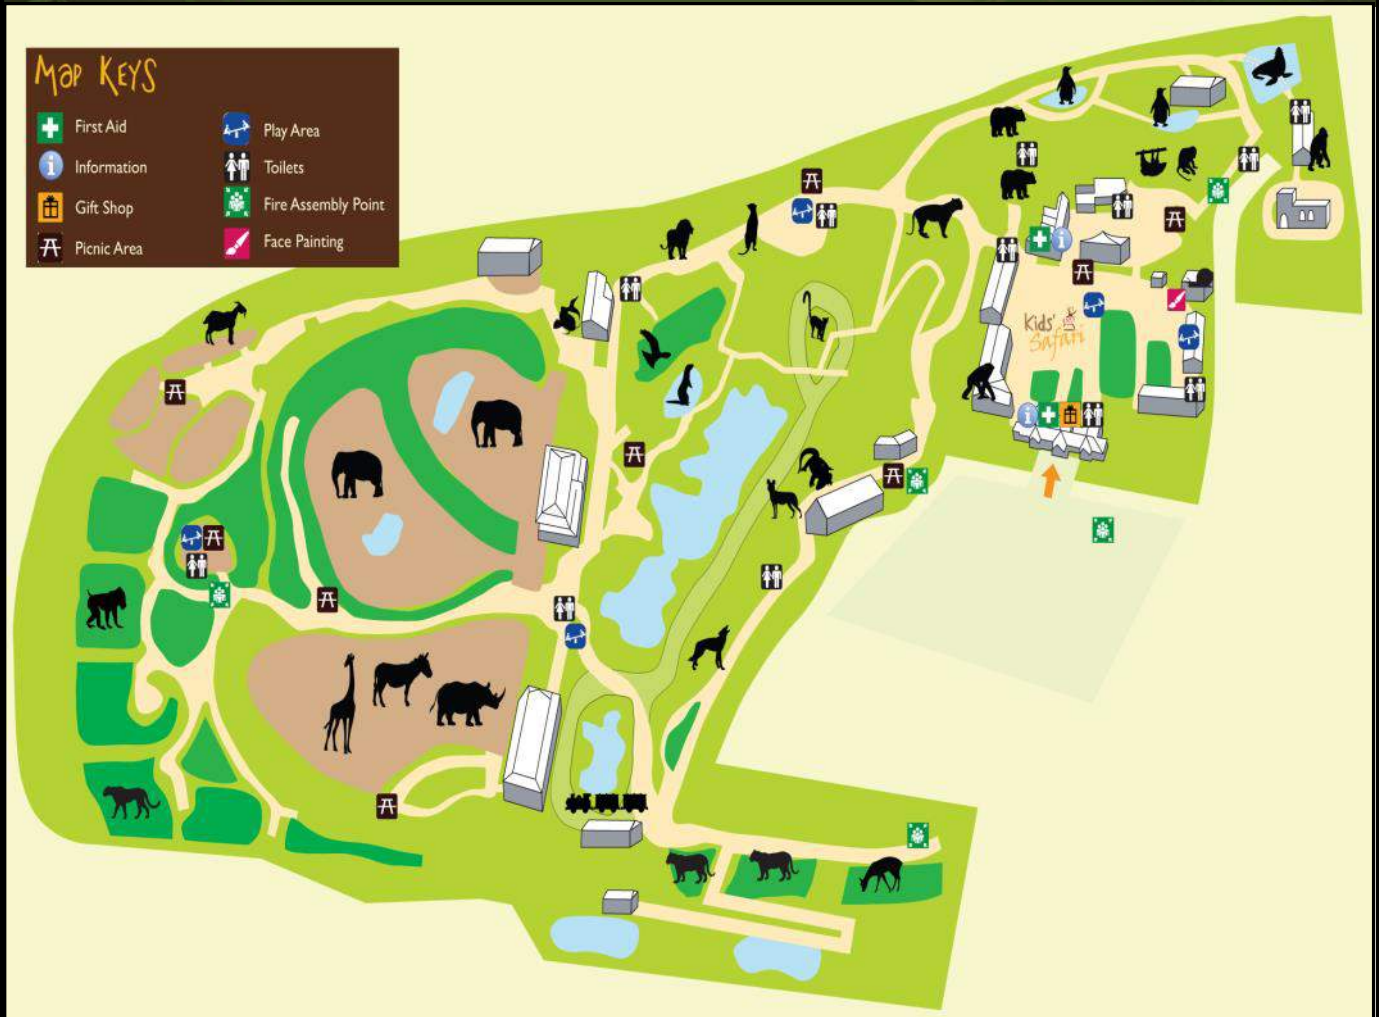 Map Keys
First Aid
Information
Gift Shop
Picnic Area
Play Area
Toilets
Fire Assembly Point
Face Painting
Kids'
Safari